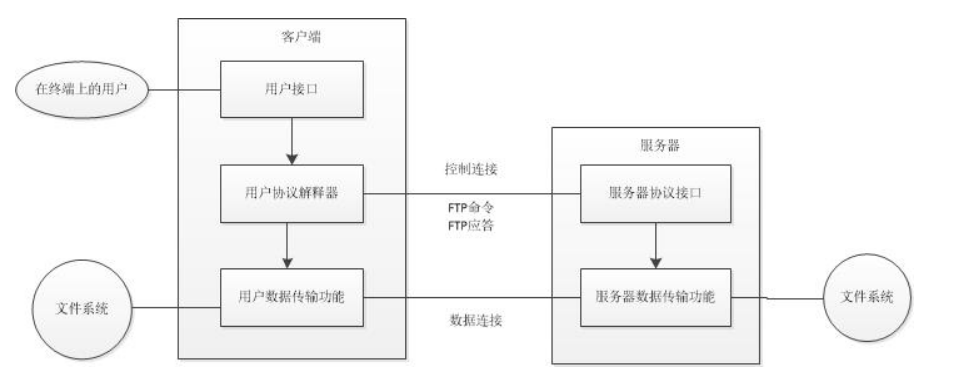 客户端
在终端上的用户
用户接口
服务器
控制连接
用户协议解释器
服务器协议接口
FTP命令
FTP应答
文件系统
用户数据传输功能
服务器数据传输功能
文件系统
数据连接